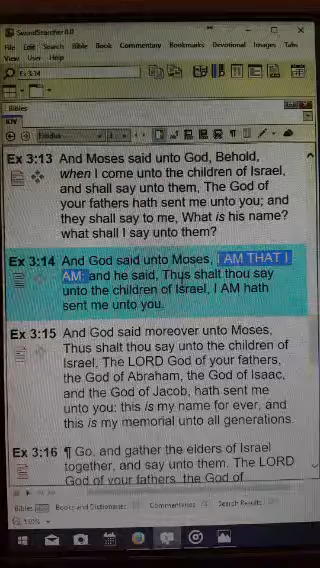 SwordSearcher 8.0
File Edit Search Bible Book Commentary Bookmarks Devotional Images Tabs
View User Help
Ex 3:14
Bibles
KJV
Exodus 3
Ex 3:13 And Moses said unto God, Behold,
when I come unto the children of Israel,
and shall say unto them, The God of
your fathers hath sent me unto you; and
they shall say to me, What is his name?
what shall I say unto them?
Ex 3:14 And God said unto Moses, I AM THAT I
AM: and he said, Thus shalt thou say
unto the children of Israel, I AM hath
sent me unto you.
Ex 3:15 And God said moreover unto Moses,
Thus shalt thou say unto the children of
Israel, The LORD God of your fathers,
the God of Abraham, the God of Isaac,
and the God of Jacob, hath sent me
unto you: this is my name for ever, and
this is my memorial unto all generations.
Ex 3:16 ¶ Go, and gather the elders of Israel
together, and say unto them, The LORD
God of your fathers, the God of
Bibles Books and Dictionaries Commentaries Search Results